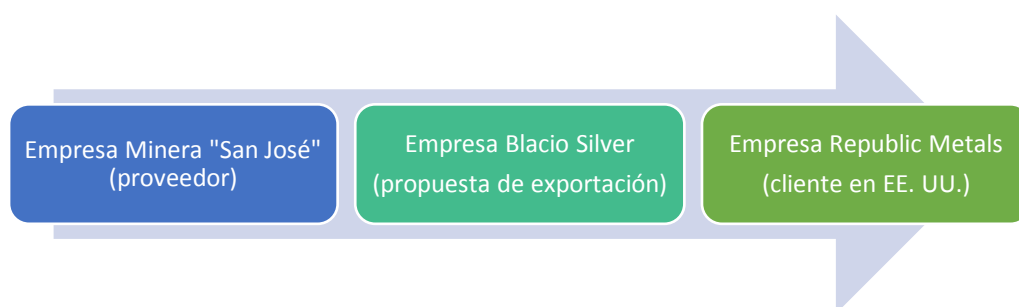 Empresa Minera "San José"
(proveedor)
Empresa Blacio Silver
(propuesta de exportación)
Empresa Republic Metals
(cliente en EE. UU.)